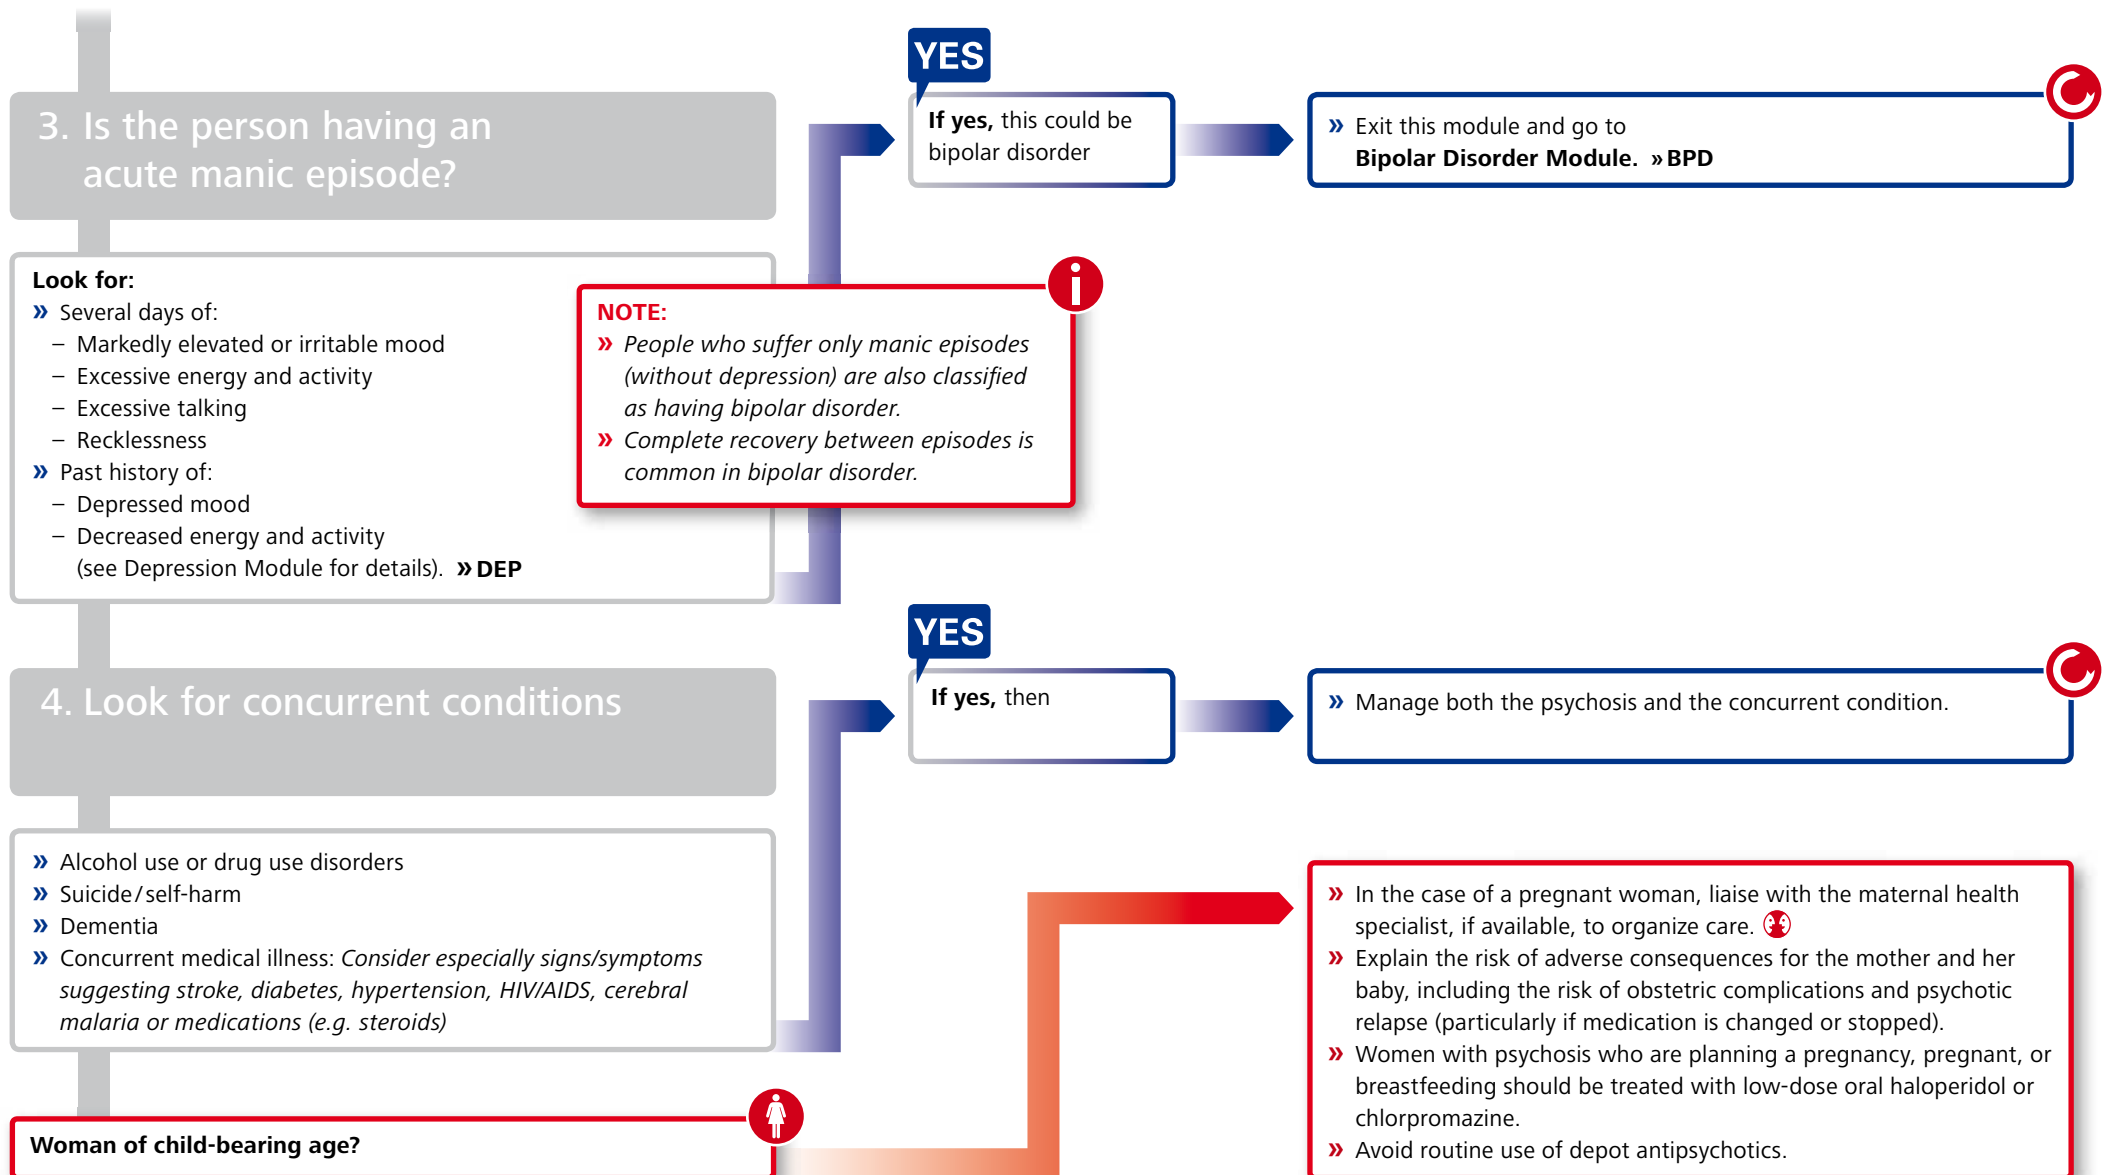 3. Is the person having an
acute manic episode?
YES
If yes, this could be
bipolar disorder
» Exit this module and go to
Bipolar Disorder Module. » BPD
Look for:
» Several days of:
– Markedly elevated or irritable mood
– Excessive energy and activity
– Excessive talking
– Recklessness
» Past history of:
– Depressed mood
– Decreased energy and activity
(see Depression Module for details). » DEP
i
NOTE:
» People who suffer only manic episodes
(without depression) are also classified
as having bipolar disorder.
» Complete recovery between episodes is
common in bipolar disorder.
4. Look for concurrent conditions
YES
If yes, then
» Manage both the psychosis and the concurrent condition.
» Alcohol use or drug use disorders
» Suicide/self-harm
» Dementia
» Concurrent medical illness: Consider especially signs/symptoms
suggesting stroke, diabetes, hypertension, HIV/AIDS, cerebral
malaria or medications (e.g. steroids)
Woman of child-bearing age?
» In the case of a pregnant woman, liaise with the maternal health
specialist, if available, to organize care.
» Explain the risk of adverse consequences for the mother and her
baby, including the risk of obstetric complications and psychotic
relapse (particularly if medication is changed or stopped).
» Women with psychosis who are planning a pregnancy, pregnant, or
breastfeeding should be treated with low-dose oral haloperidol or
chlorpromazine.
» Avoid routine use of depot antipsychotics.